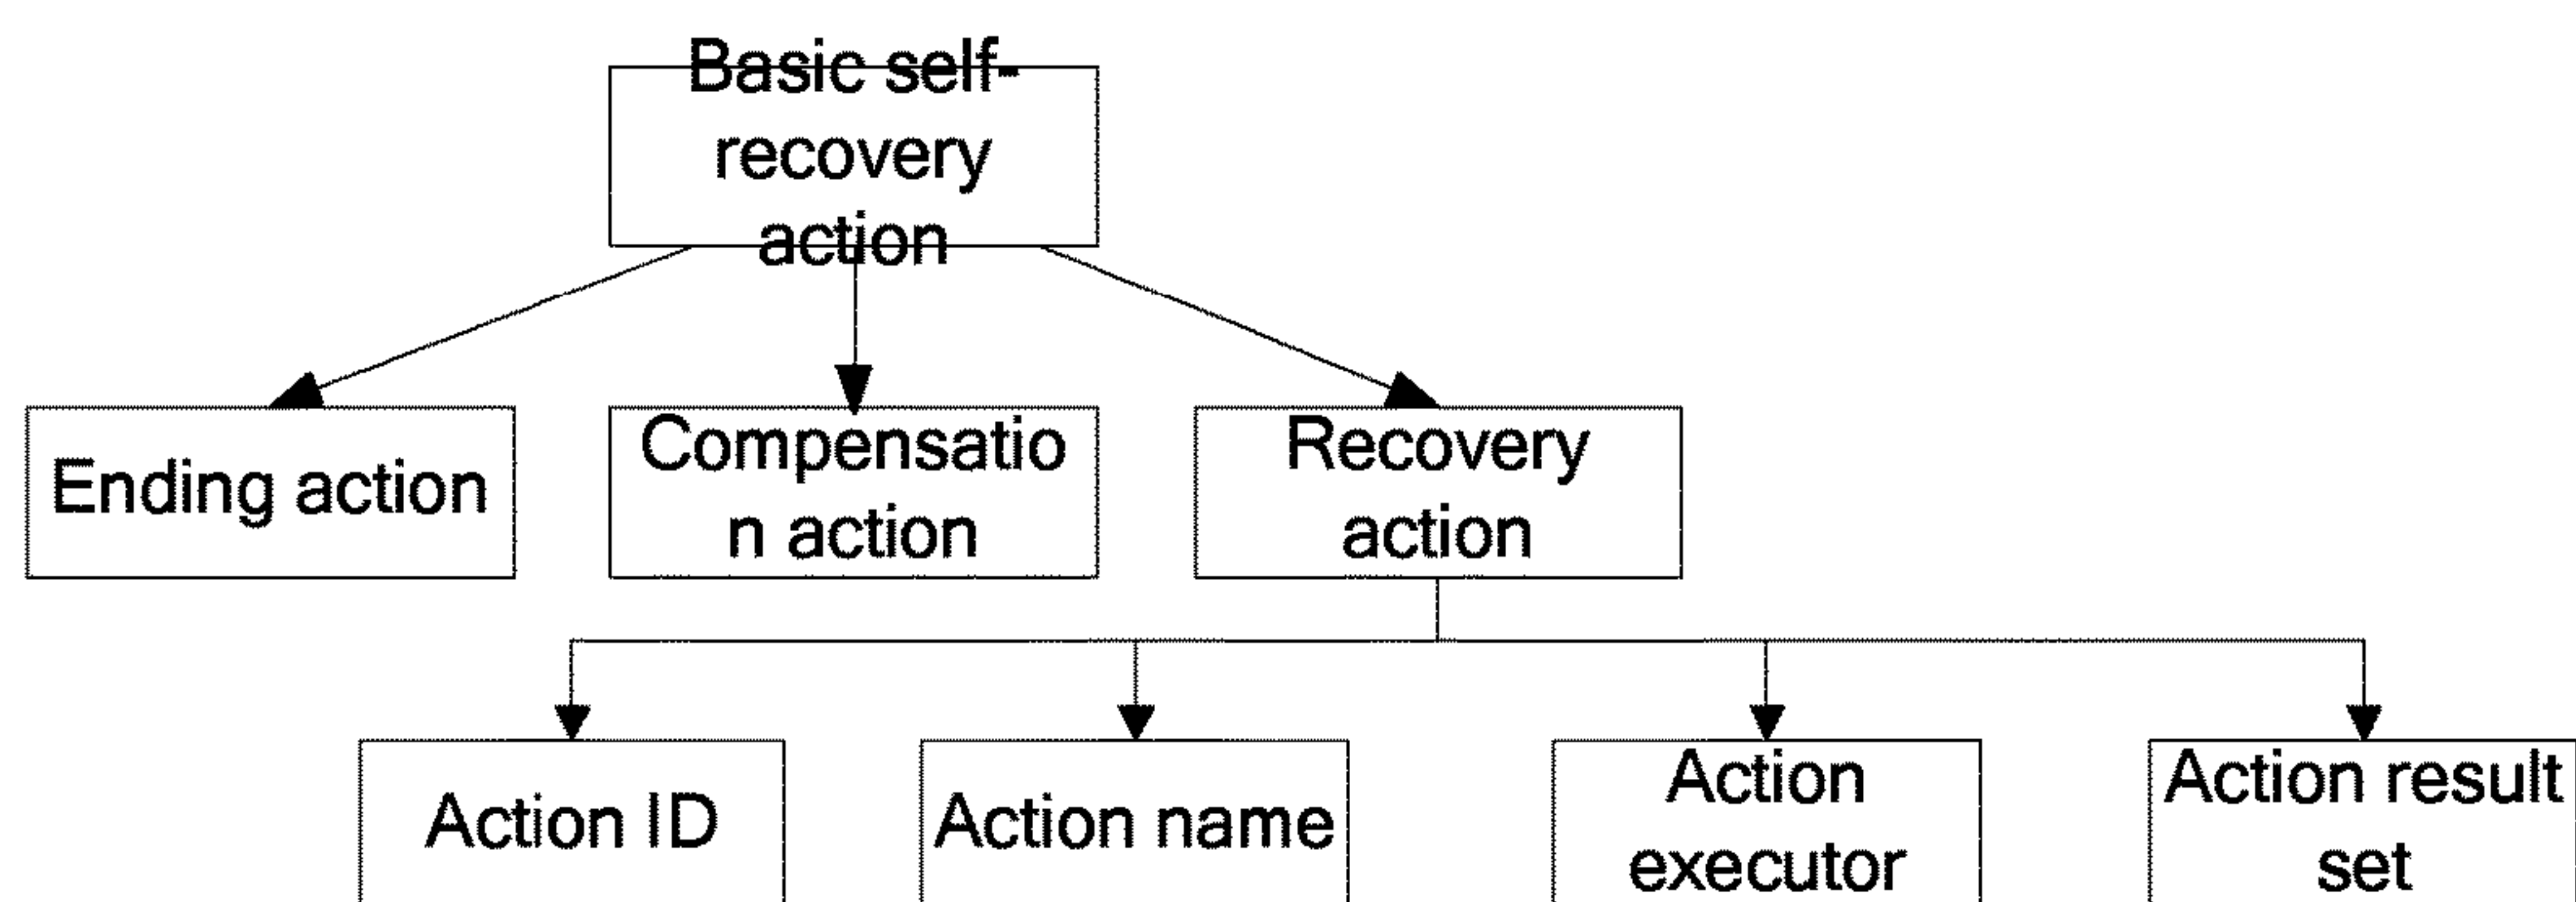 Basic self-
recovery
action
Ending action
Compensatio
n action
Recovery
action
Action ID
Action name
Action
executor
Action result
set